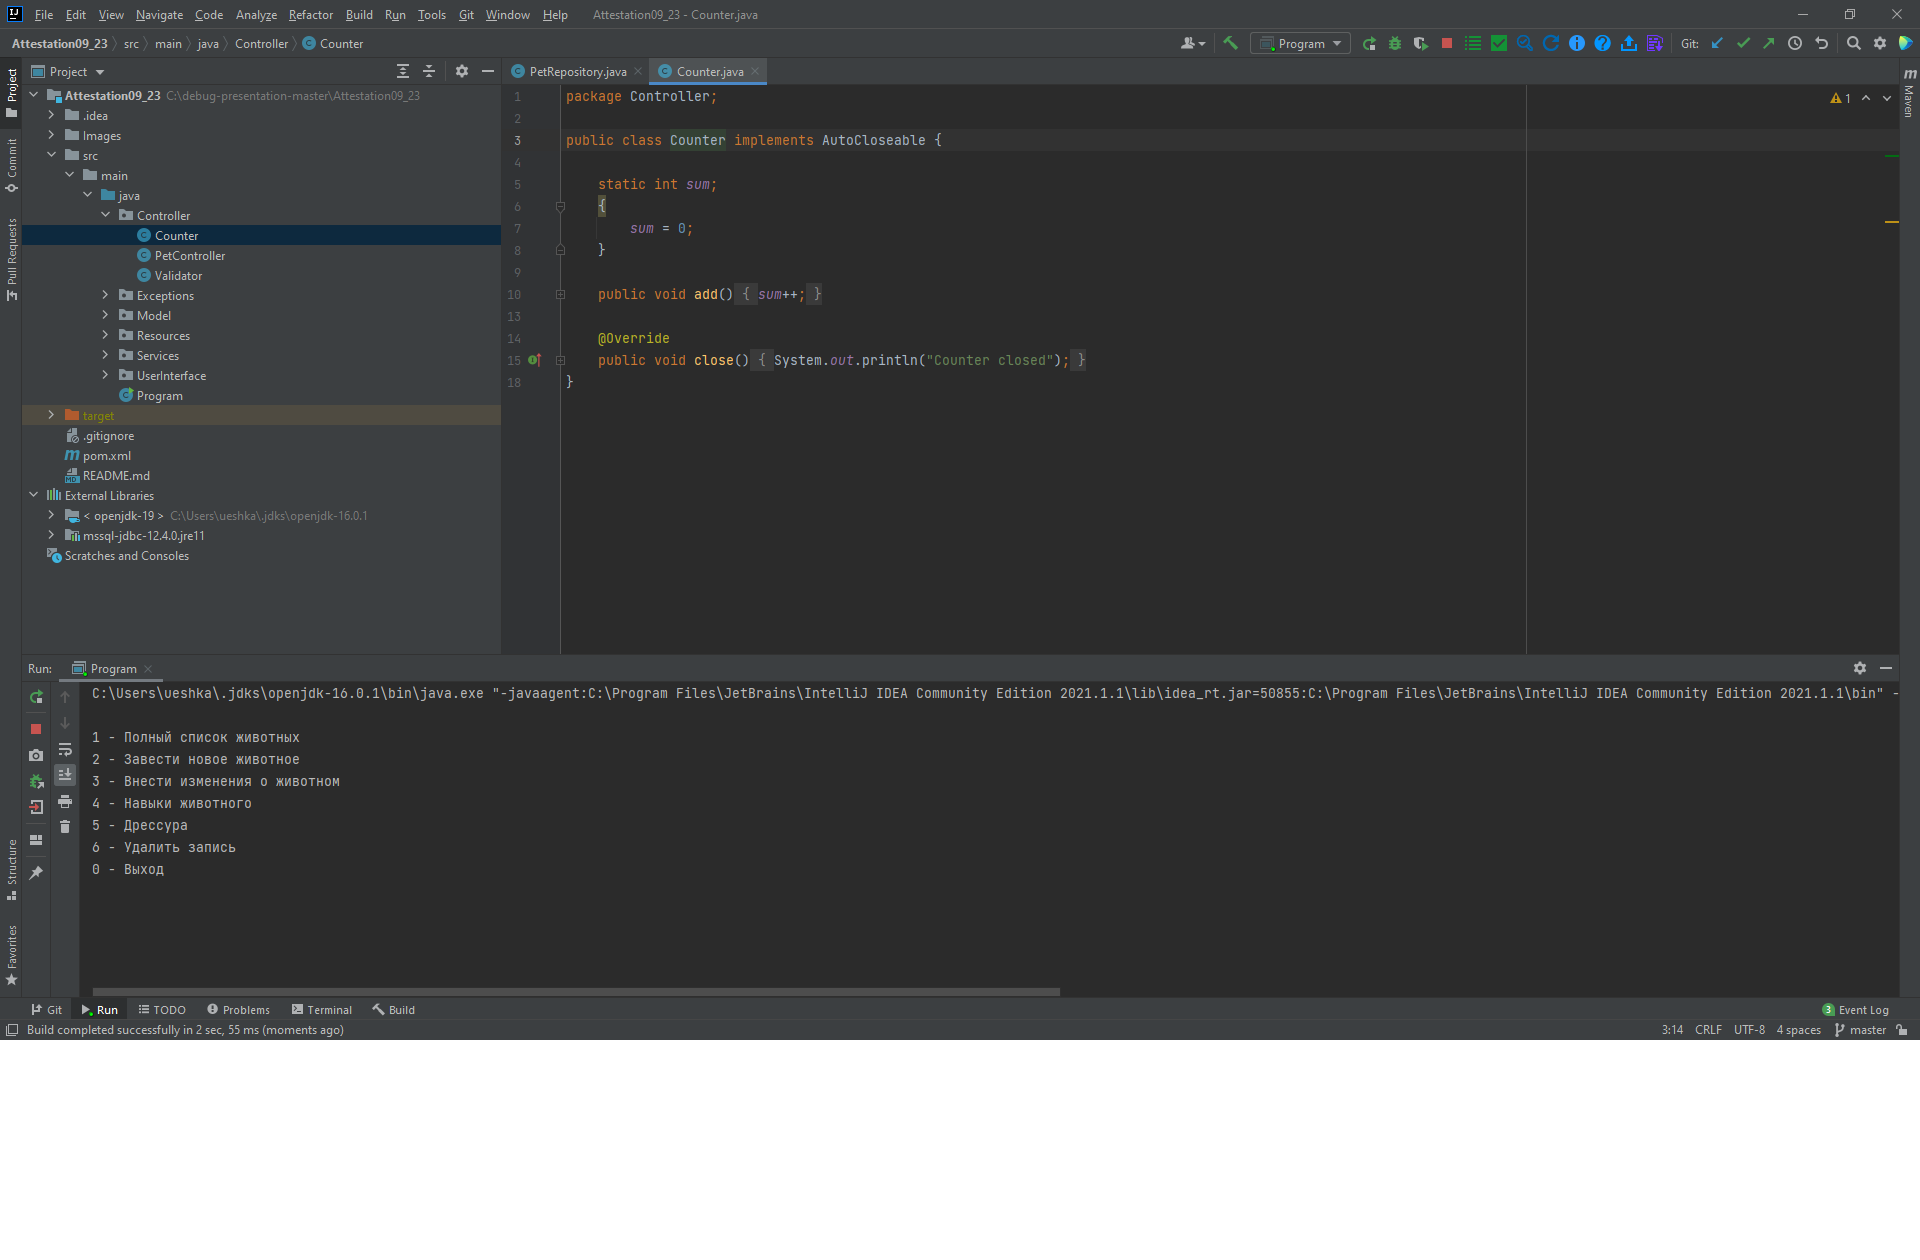 File Edit View Navigate Code Analyze Refactor Build Run Tools Git Window Help Attestation09_23 - Counter.java
Attestation09_23 src main java Controller Counter
Program
Git:
Project
PetRepository.java
Counter.java
Attestation09_23 C:\debug-presentation-master\Attestation09_23
.idea
Images
src
main
java
Controller
Counter
PetController
Validator
Exceptions
Model
Resources
Services
UserInterface
Program
target
.gitignore
pom.xml
README.md
External Libraries
< openjdk-19 > C:\Users\ueshka\.jdks\openjdk-16.0.1
mssql-jdbc-12.4.0.jre11
Scratches and Consoles
Project
Commit
Pull Requests
Structure
Favorites
1 package Controller;
2
3 public class Counter implements AutoCloseable {
4
5 static int sum;
6 {
7 sum = 0;
8 }
9
10 public void add() { sum++; }
13
14 @Override
15 public void close() { System.out.println("Counter closed"); }
18 }
1
Maven
Run: Program
C:\Users\ueshka\.jdks\openjdk-16.0.1\bin\java.exe "-javaagent:C:\Program Files\JetBrains\IntelliJ IDEA Community Edition 2021.1.1\lib\idea_rt.jar=50855:C:\Program Files\JetBrains\IntelliJ IDEA Community Edition 2021.1.1\bin" -
1 - Полный список животных
2 - Завести новое животное
3 - Внести изменения о животном
4 - Навыки животного
5 - Дрессура
6 - Удалить запись
0 - Выход
Git Run TODO Problems Terminal Build
3 Event Log
Build completed successfully in 2 sec, 55 ms (moments ago)
3:14 CRLF UTF-8 4 spaces master